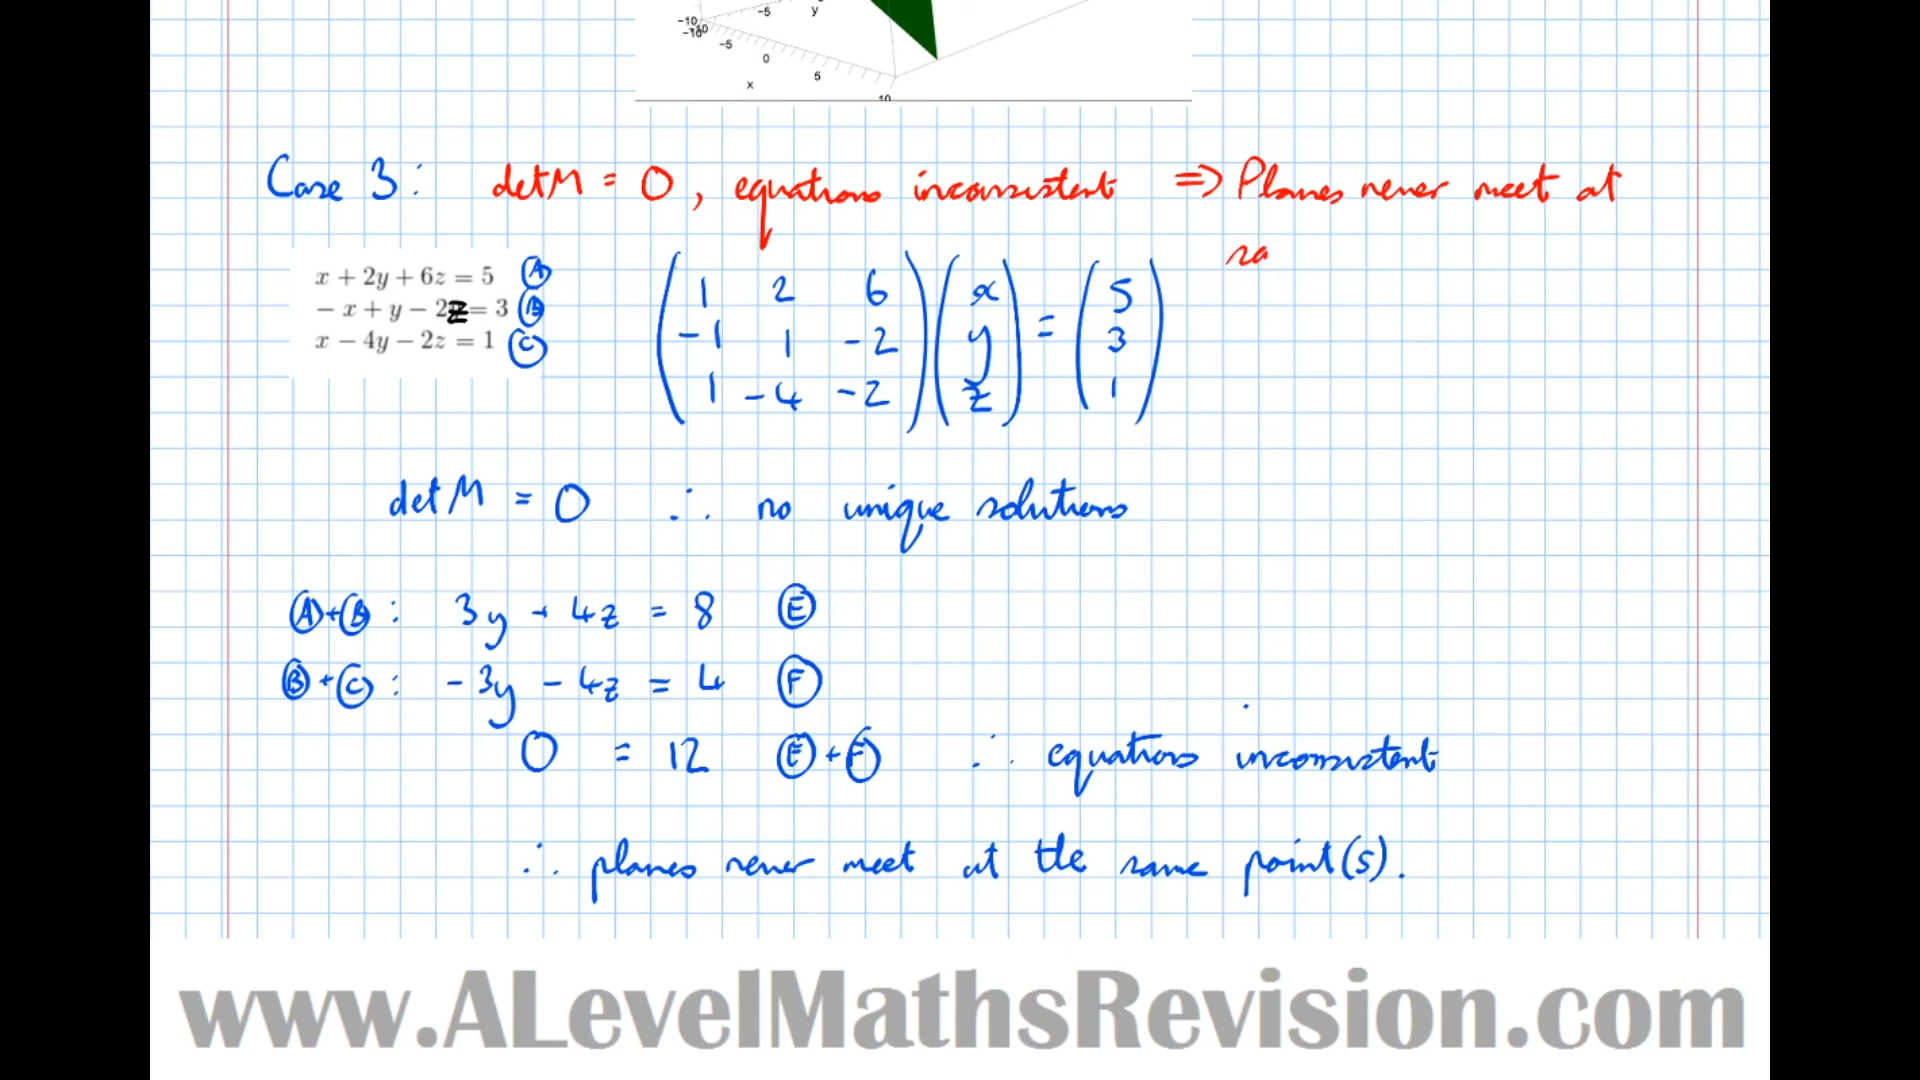 -10 -5 y
-10
-5
0
5
x
10
Case 3: det M = 0, equations inconsistent => Planes never meet at
sa
x + 2y + 6z = 5 Ⓐ
− x + y − 2z = 3 Ⓑ
x − 4y − 2z = 1 Ⓒ
( 1 2 6 ) ( x ) = ( 5 )
( -1 1 -2 ) ( y ) ( 3 )
( 1 -4 -2 ) ( z ) ( 1 )
det M = 0 ∴ no unique solutions
Ⓐ+Ⓑ: 3y + 4z = 8 Ⓔ
Ⓑ+Ⓒ: -3y - 4z = 4 Ⓕ
0 = 12 Ⓔ+Ⓕ ∴ equations inconsistent
∴ planes never meet at the same point(s).
www.ALevelMathsRevision.com